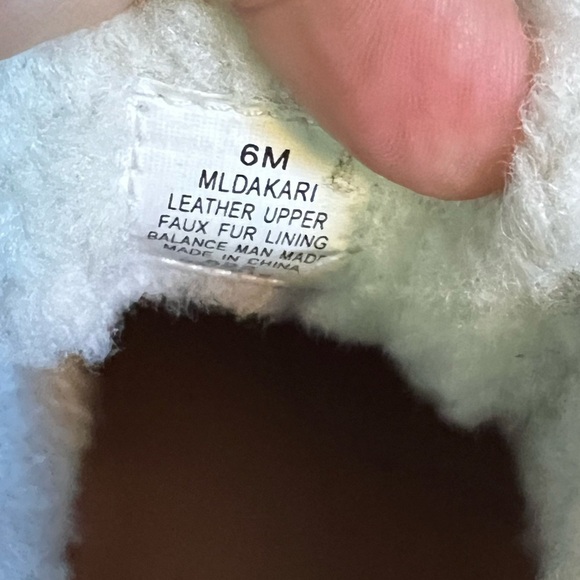 6M
MLDAKARI
LEATHER UPPER
FAUX FUR LINING
BALANCE MAN MADE
MADE IN CHINA